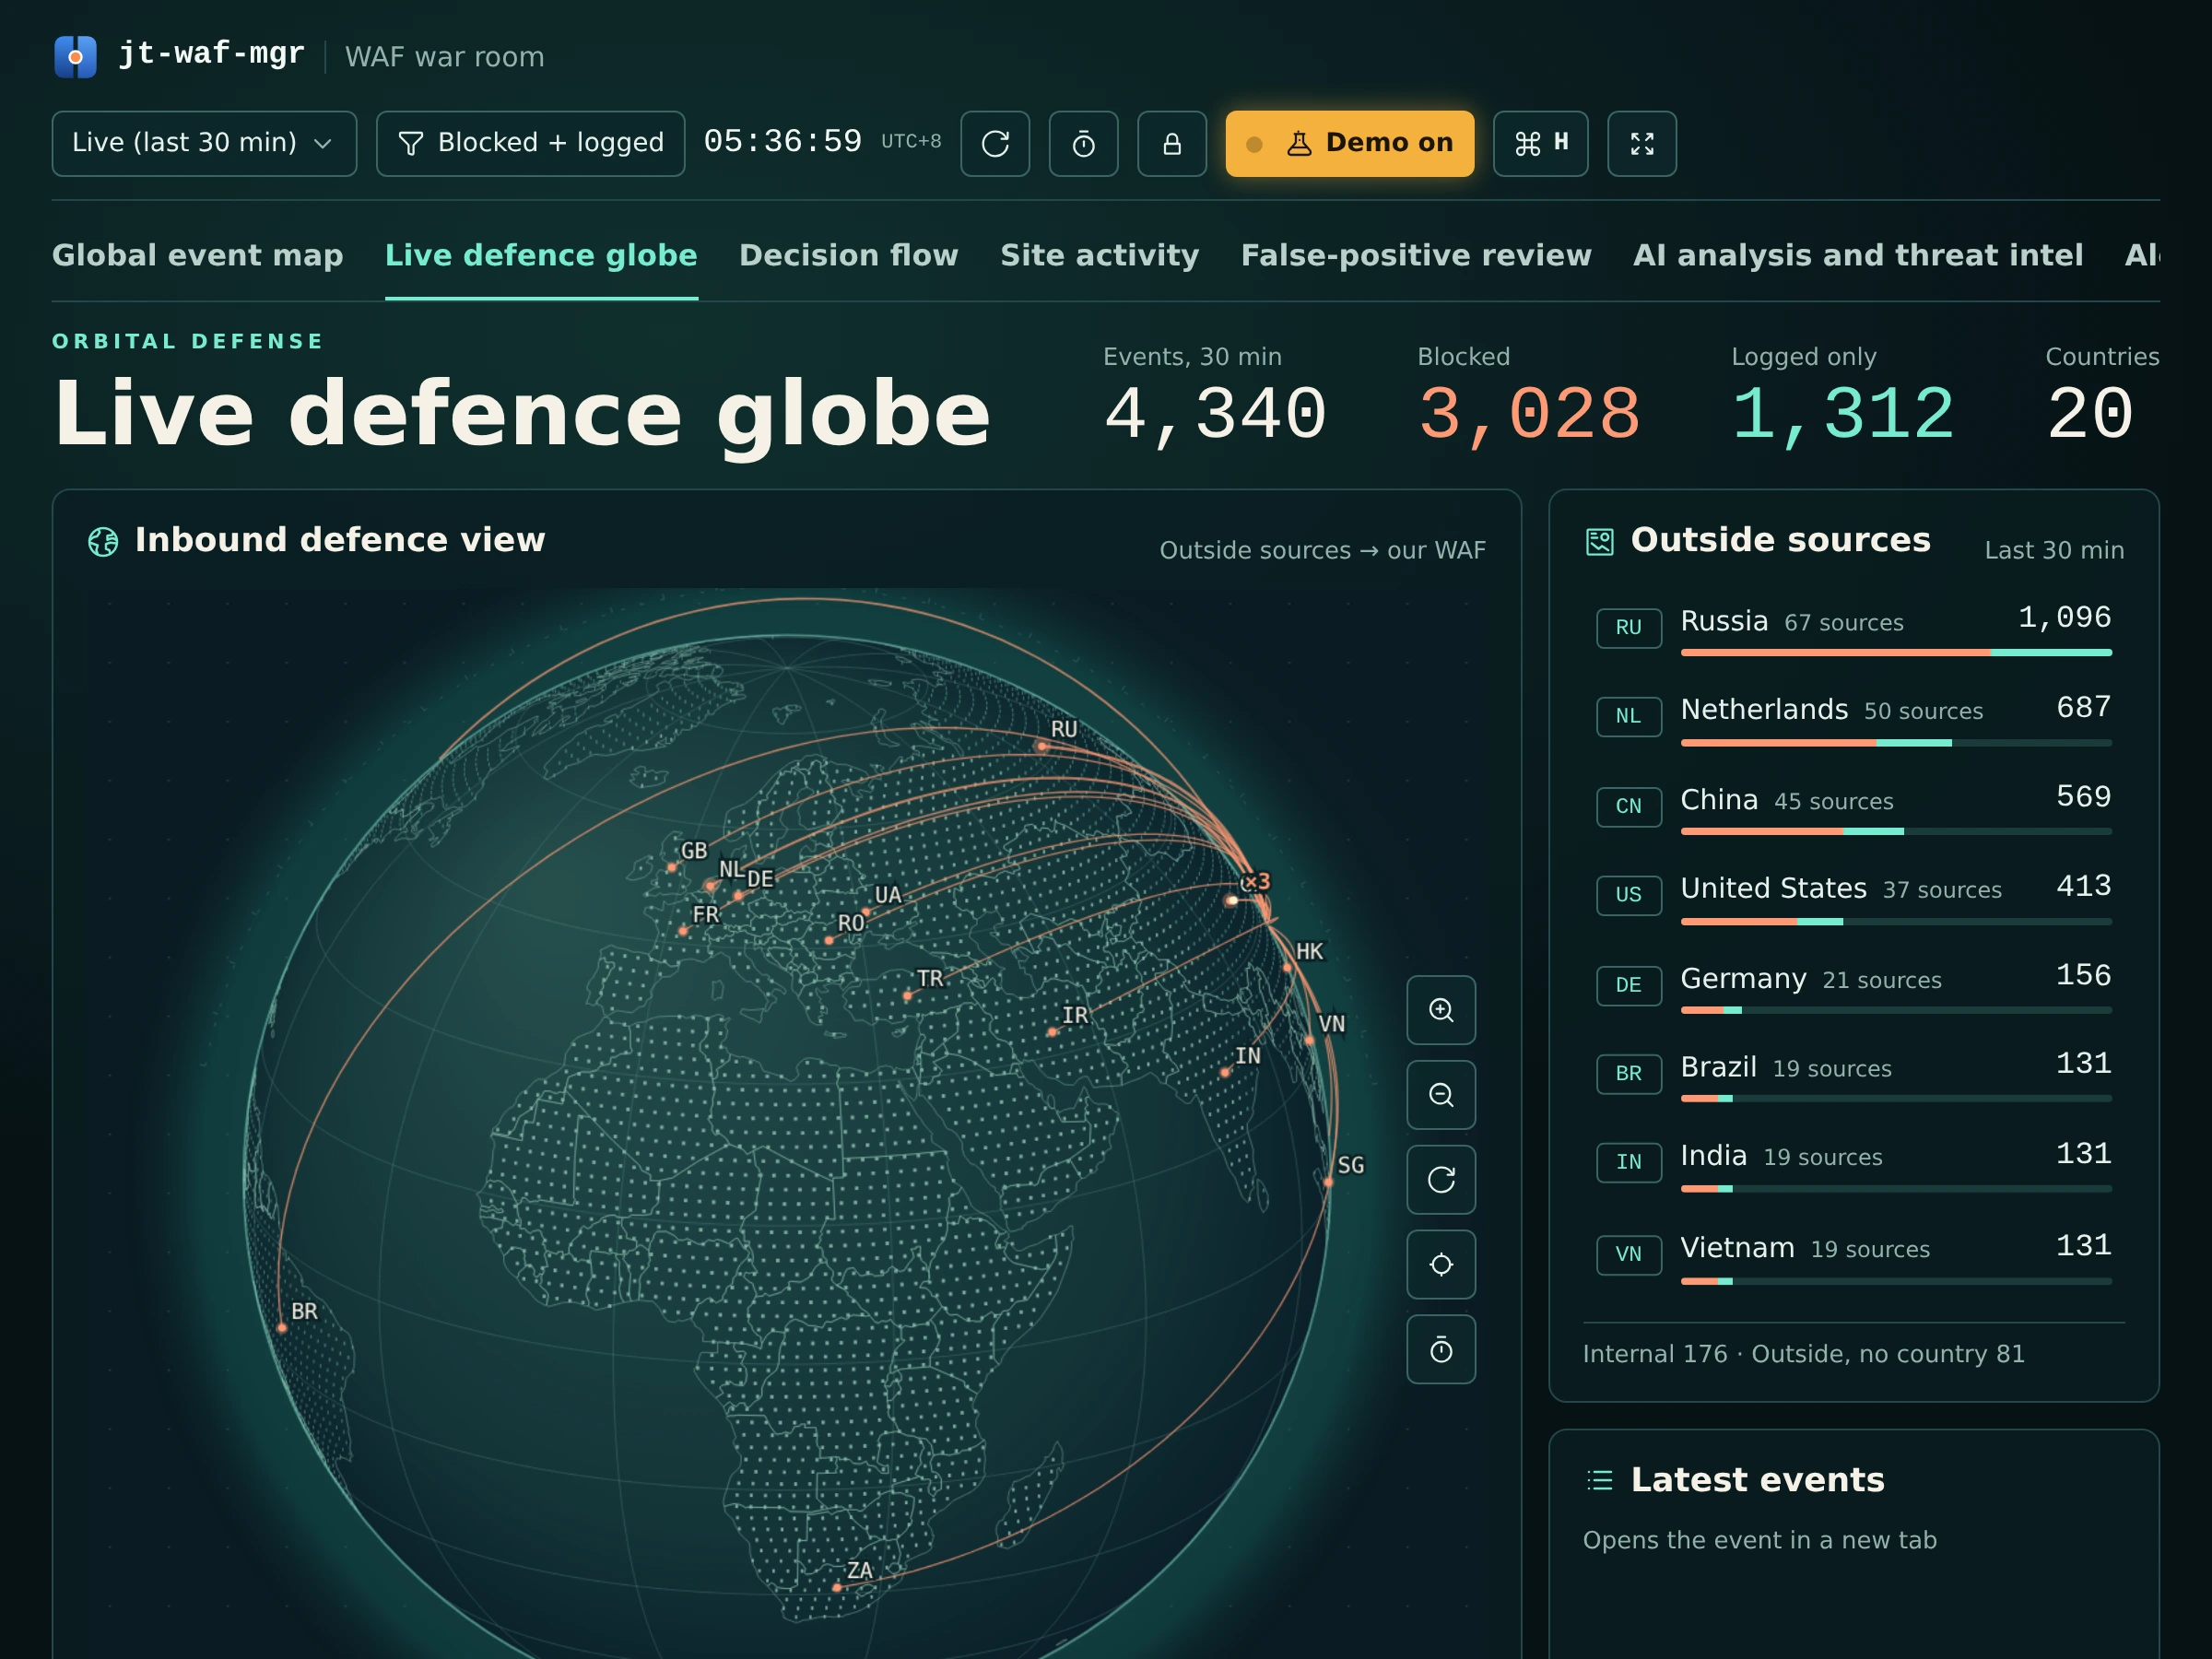 jt-waf-mgr
WAF war room
Live (last 30 min)
Blocked + logged
05:36:59 UTC+8
Demo on
⌘ H
Global event map
Live defence globe
Decision flow
Site activity
False-positive review
AI analysis and threat intel
ORBITAL DEFENSE
Live defence globe
Events, 30 min
4,340
Blocked
3,028
Logged only
1,312
Countries
20
Inbound defence view
Outside sources → our WAF
RU
GB
NL
DE
FR
UA
RO
×3
HK
TR
IR
VN
IN
SG
BR
ZA
Outside sources
Last 30 min
RU Russia 67 sources 1,096
NL Netherlands 50 sources 687
CN China 45 sources 569
US United States 37 sources 413
DE Germany 21 sources 156
BR Brazil 19 sources 131
IN India 19 sources 131
VN Vietnam 19 sources 131
Internal 176 · Outside, no country 81
Latest events
Opens the event in a new tab